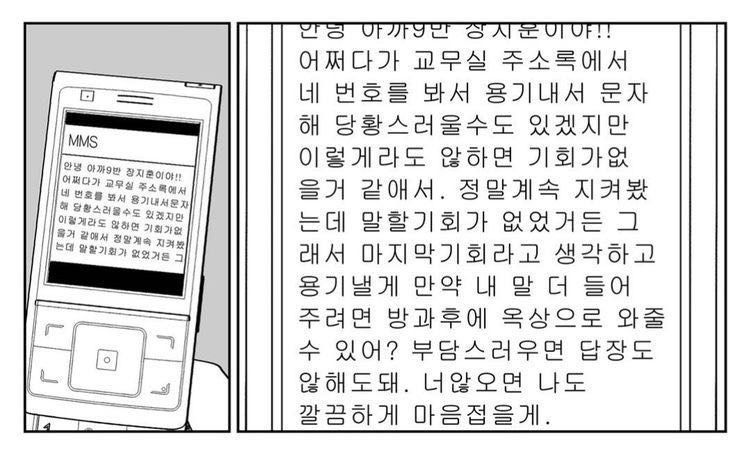 MMS
안녕 아까9반 장지훈이야!!
어쩌다가 교무실 주소록에서
네 번호를 봐서 용기내서문자
해 당황스러울수도 있겠지만
이렇게라도 않하면 기회가없
을거 같애서 정말계속 지켜봤
는데 말할기회가 없었거든 그
안녕 아까9반 장지훈이야!!
어쩌다가 교무실 주소록에서
네 번호를 봐서 용기내서 문자
해 당황스러울수도 있겠지만
이렇게라도 않하면 기회가없
을거 같애서. 정말계속 지켜봤
는데 말할기회가 없었거든 그
래서 마지막기회라고 생각하고
용기낼게 만약 내 말 더 들어
주려면 방과후에 옥상으로 와줄
수 있어? 부담스러우면 답장도
않해도돼. 너않오면 나도
깔끔하게 마음접을게.